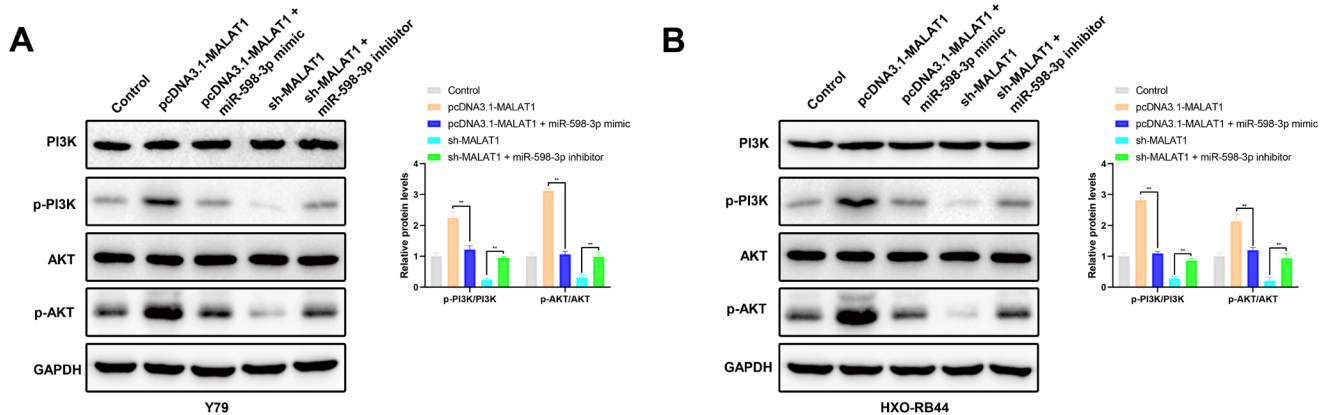 A
Control
pcDNA3.1-MALAT1
pcDNA3.1-MALAT1 +
miR-598-3p mimic
sh-MALAT1
sh-MALAT1 +
miR-598-3p inhibitor
PI3K
p-PI3K
AKT
p-AKT
GAPDH
Y79
Control
pcDNA3.1-MALAT1
pcDNA3.1-MALAT1 + miR-598-3p mimic
sh-MALAT1
sh-MALAT1 + miR-598-3p inhibitor
Relative protein levels
4
3
2
1
0
**
**
**
**
p-PI3K/PI3K
p-AKT/AKT
B
Control
pcDNA3.1-MALAT1
pcDNA3.1-MALAT1 +
miR-598-3p mimic
sh-MALAT1
sh-MALAT1 +
miR-598-3p inhibitor
PI3K
p-PI3K
AKT
p-AKT
GAPDH
HXO-RB44
Control
pcDNA3.1-MALAT1
pcDNA3.1-MALAT1 + miR-598-3p mimic
sh-MALAT1
sh-MALAT1 + miR-598-3p inhibitor
Relative protein levels
4
3
2
1
0
**
**
**
**
p-PI3K/PI3K
p-AKT/AKT